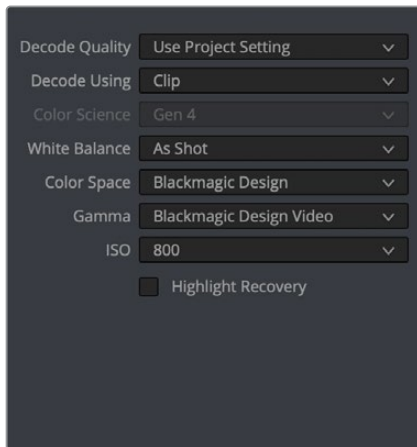 Decode Quality Use Project Setting
Decode Using Clip
Color Science Gen 4
White Balance As Shot
Color Space Blackmagic Design
Gamma Blackmagic Design Video
ISO 800
Highlight Recovery